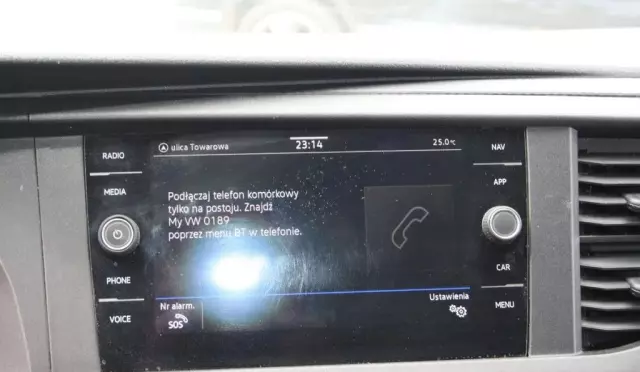 RADIO
MEDIA
PHONE
VOICE
ulica Towarowa
23:14
25.0°C
Podłączaj telefon komórkowy
tylko na postoju. Znajdź
My VW 0189
poprzez menu BT w telefonie.
Nr alarm.
SOS
Ustawienia
NAV
APP
CAR
MENU